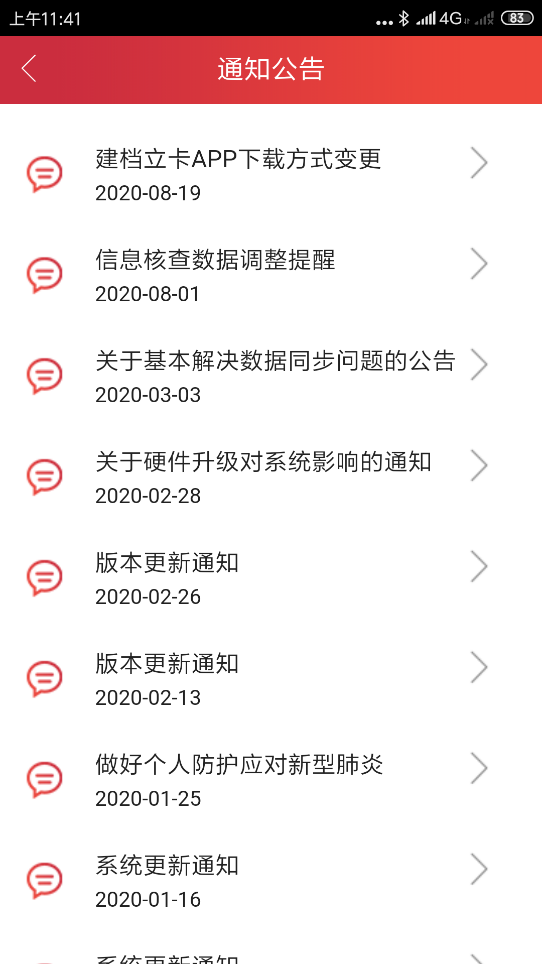 上午11:41 4G 83
通知公告
建档立卡APP下载方式变更
2020-08-19
信息核查数据调整提醒
2020-08-01
关于基本解决数据同步问题的公告
2020-03-03
关于硬件升级对系统影响的通知
2020-02-28
版本更新通知
2020-02-26
版本更新通知
2020-02-13
做好个人防护应对新型肺炎
2020-01-25
系统更新通知
2020-01-16
系统更新通知